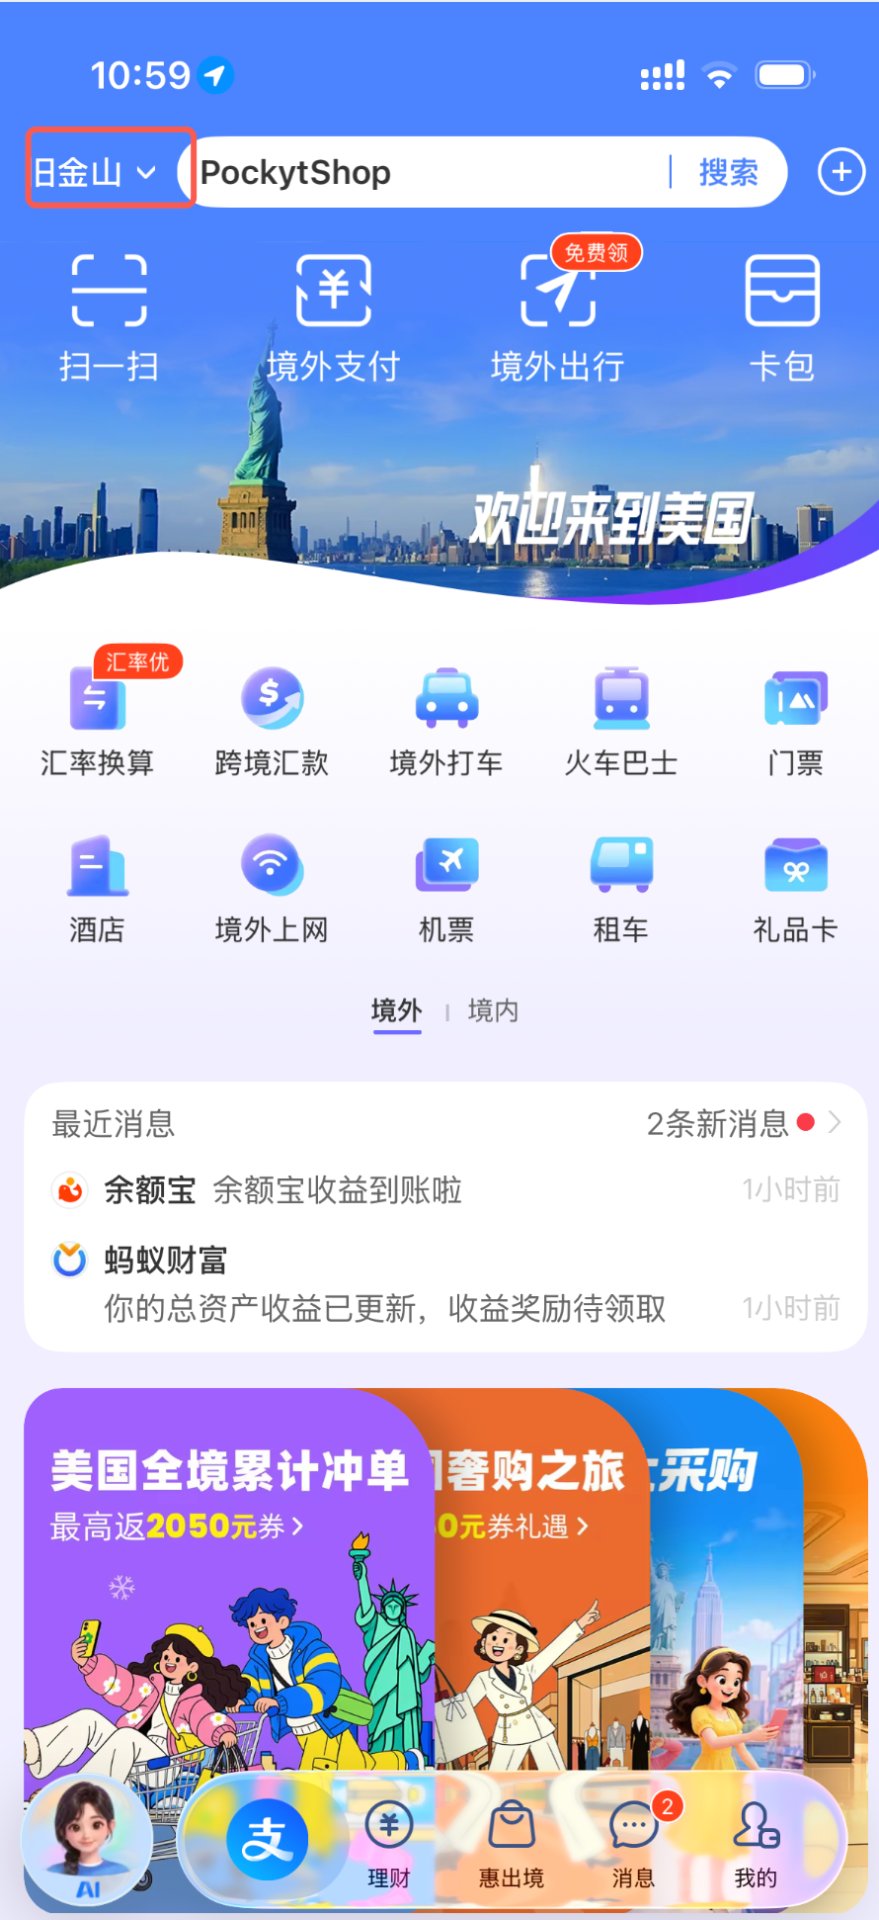 10:59
旧金山
PockytShop
搜索
免费领
扫一扫
境外支付
境外出行
卡包
欢迎来到美国
汇率优
汇率换算
跨境汇款
境外打车
火车巴士
门票
酒店
境外上网
机票
租车
礼品卡
境外
境内
最近消息
2条新消息
余额宝 余额宝收益到账啦
1小时前
蚂蚁财富
你的总资产收益已更新，收益奖励待领取
1小时前
美国全境累计冲单
奢购之旅
采购
最高返2050元券
0元券礼遇
AI
支
理财
惠出境
2
消息
我的